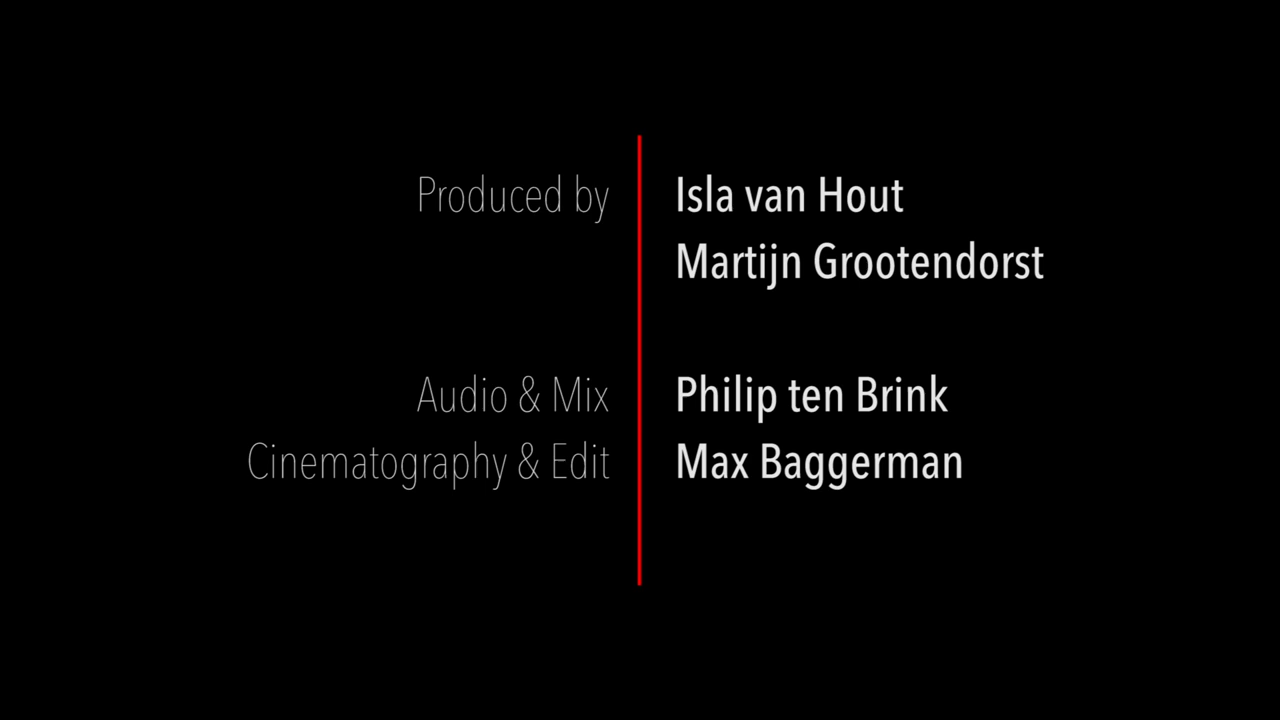 Produced by Isla van Hout
Martijn Grootendorst
Audio & Mix Philip ten Brink
Cinematography & Edit Max Baggerman